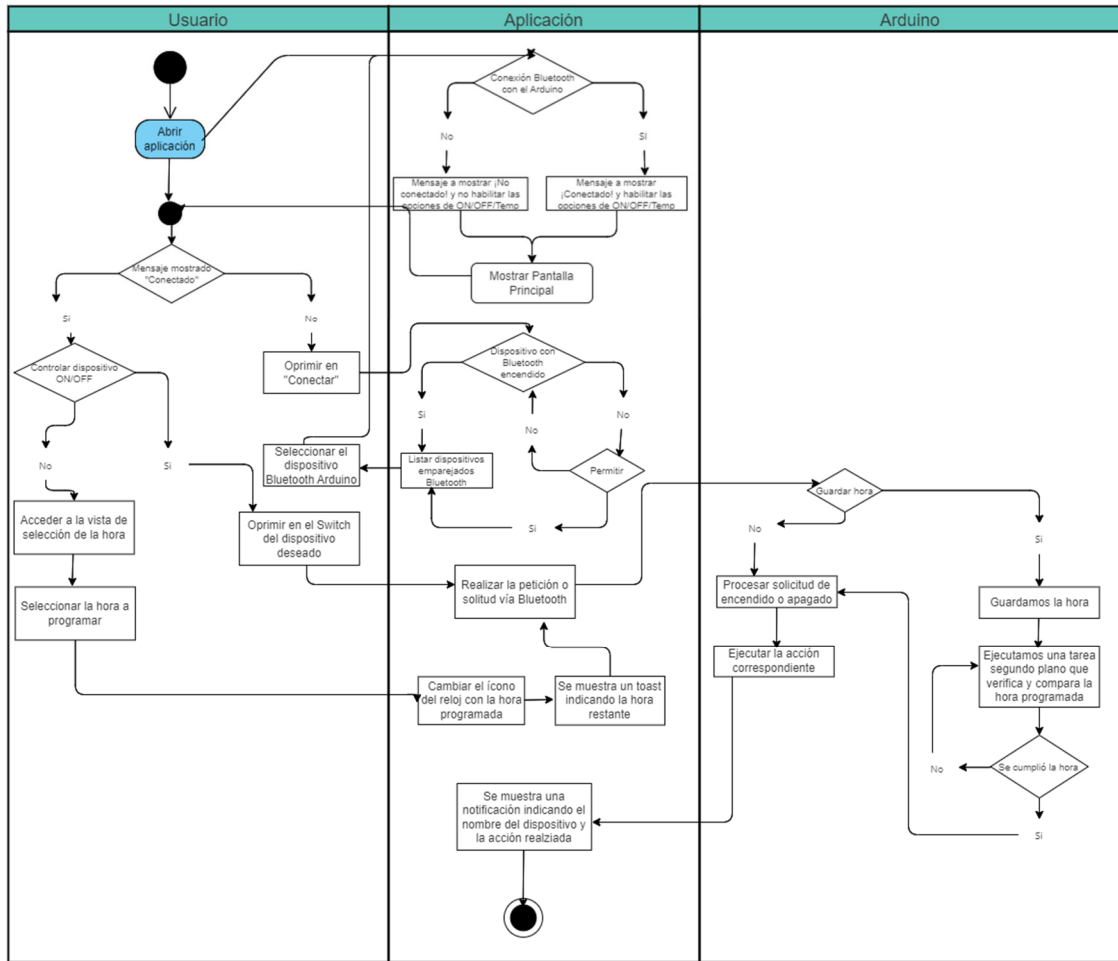 Usuario
Aplicación
Arduino
Abrir
aplicación
Conexión Bluetooth
con el Arduino
No
SI
Mensaje a mostrar ¡No
conectado! y no habilitar las
opciones de ON/OFF/Temp
Mensaje a mostrar
¡Conectado! y habilitar las
opciones de ON/OFF/Temp
Mostrar Pantalla
Principal
Mensaje mostrado
"Conectado"
Si
No
Controlar dispositivo
ON/OFF
Oprimir en
"Conectar"
Dispositivo con
Bluetooth
encendido
Si
No
No
Permitir
Si
Listar dispositivos
emparejados
Bluetooth
Seleccionar el
dispositivo
Bluetooth Arduino
No
Si
Acceder a la vista de
selección de la hora
Oprimir en el Switch
del dispositivo
deseado
Seleccionar la hora a
programar
Realizar la petición o
solitud vía Bluetooth
Cambiar el ícono
del reloj con la hora
programada
Se muestra un toast
indicando la hora
restante
Guardar hora
No
Si
Procesar solicitud de
encendido o apagado
Guardamos la hora
Ejecutar la acción
correspondiente
Ejecutamos una tarea
segundo plano que
verifica y compara la
hora programada
Se cumplió la hora
No
Si
Se muestra una
notificación indicando el
nombre del dispositivo y
la acción realziada